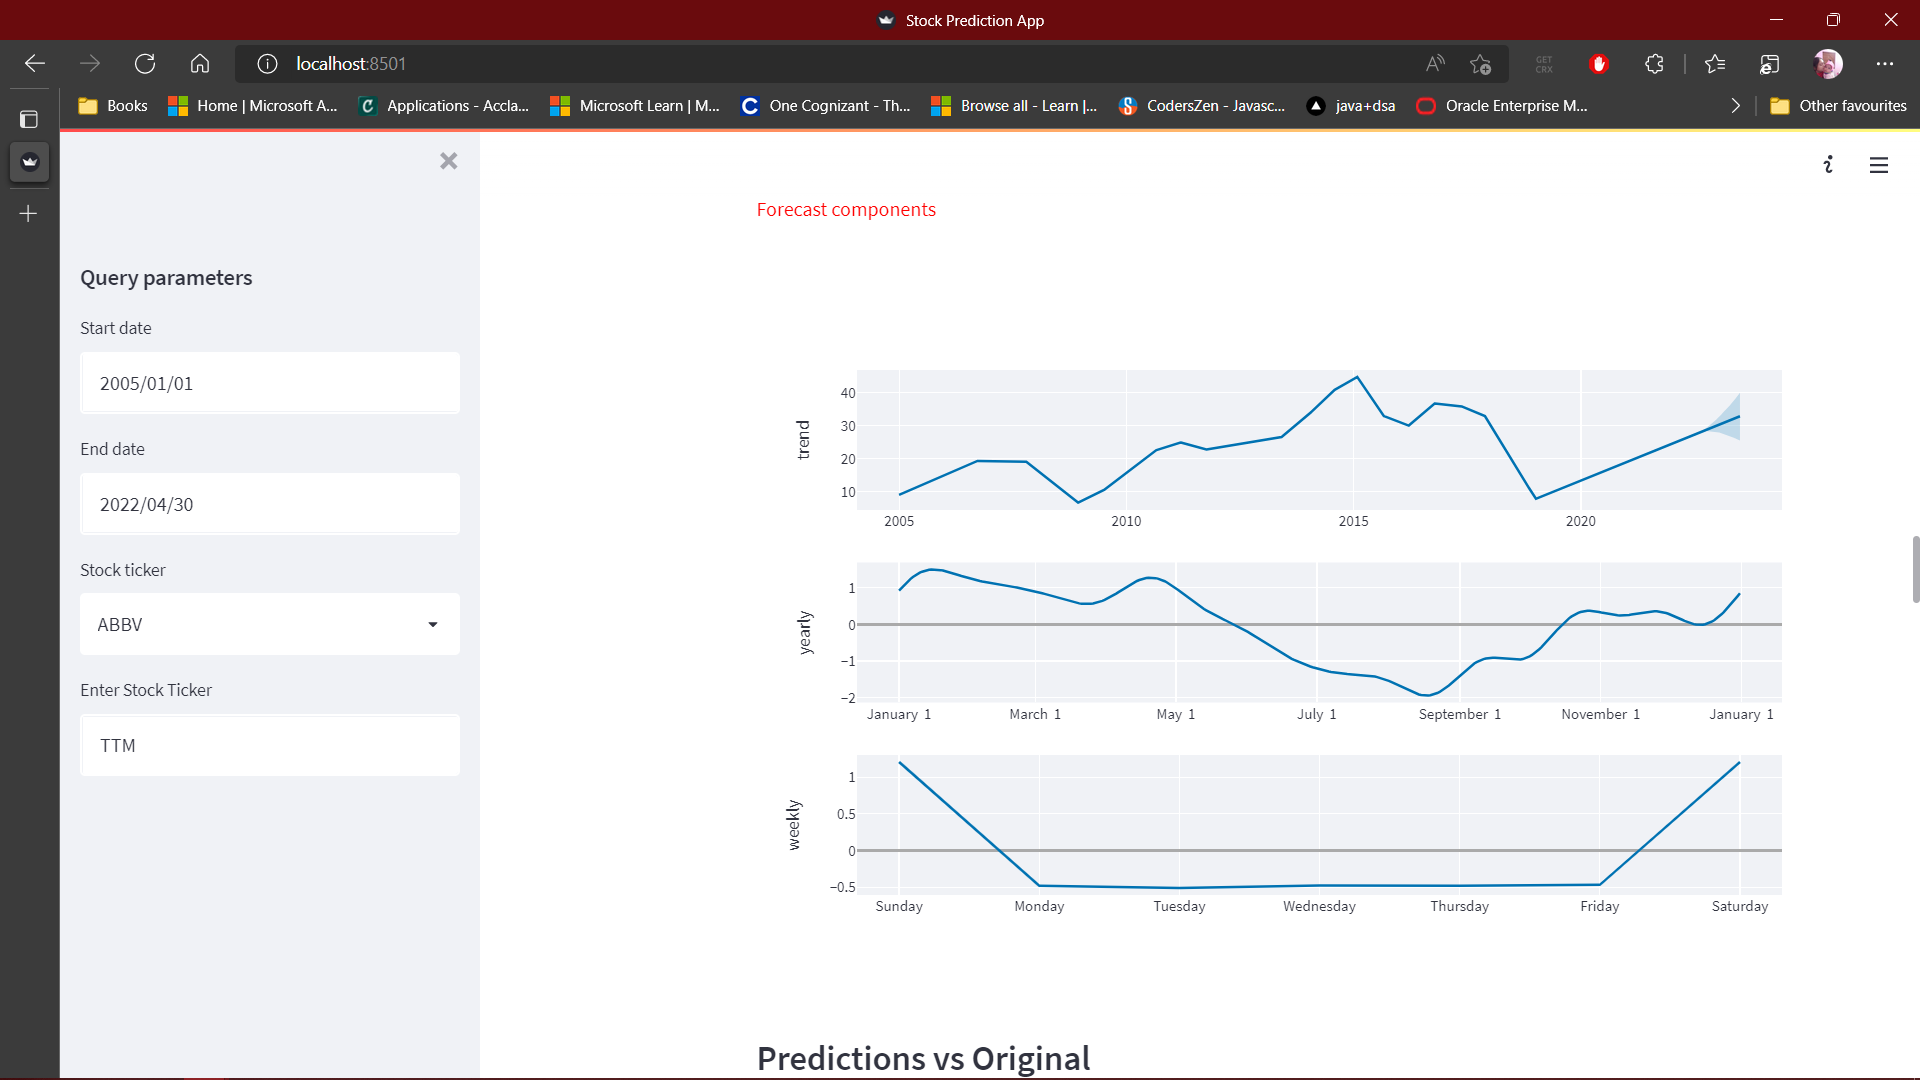 Stock Prediction App
localhost:8501
GET CRX
Books
Home | Microsoft A...
Applications - Accla...
Microsoft Learn | M...
One Cognizant - Th...
Browse all - Learn |...
CodersZen - Javasc...
java+dsa
Oracle Enterprise M...
Other favourites
Query parameters
Start date
2005/01/01
End date
2022/04/30
Stock ticker
ABBV
Enter Stock Ticker
TTM
Forecast components
trend
40
30
20
10
2005 2010 2015 2020
yearly
1
0
−1
−2
January 1 March 1 May 1 July 1 September 1 November 1 January 1
weekly
1
0.5
0
−0.5
Sunday Monday Tuesday Wednesday Thursday Friday Saturday
Predictions vs Original